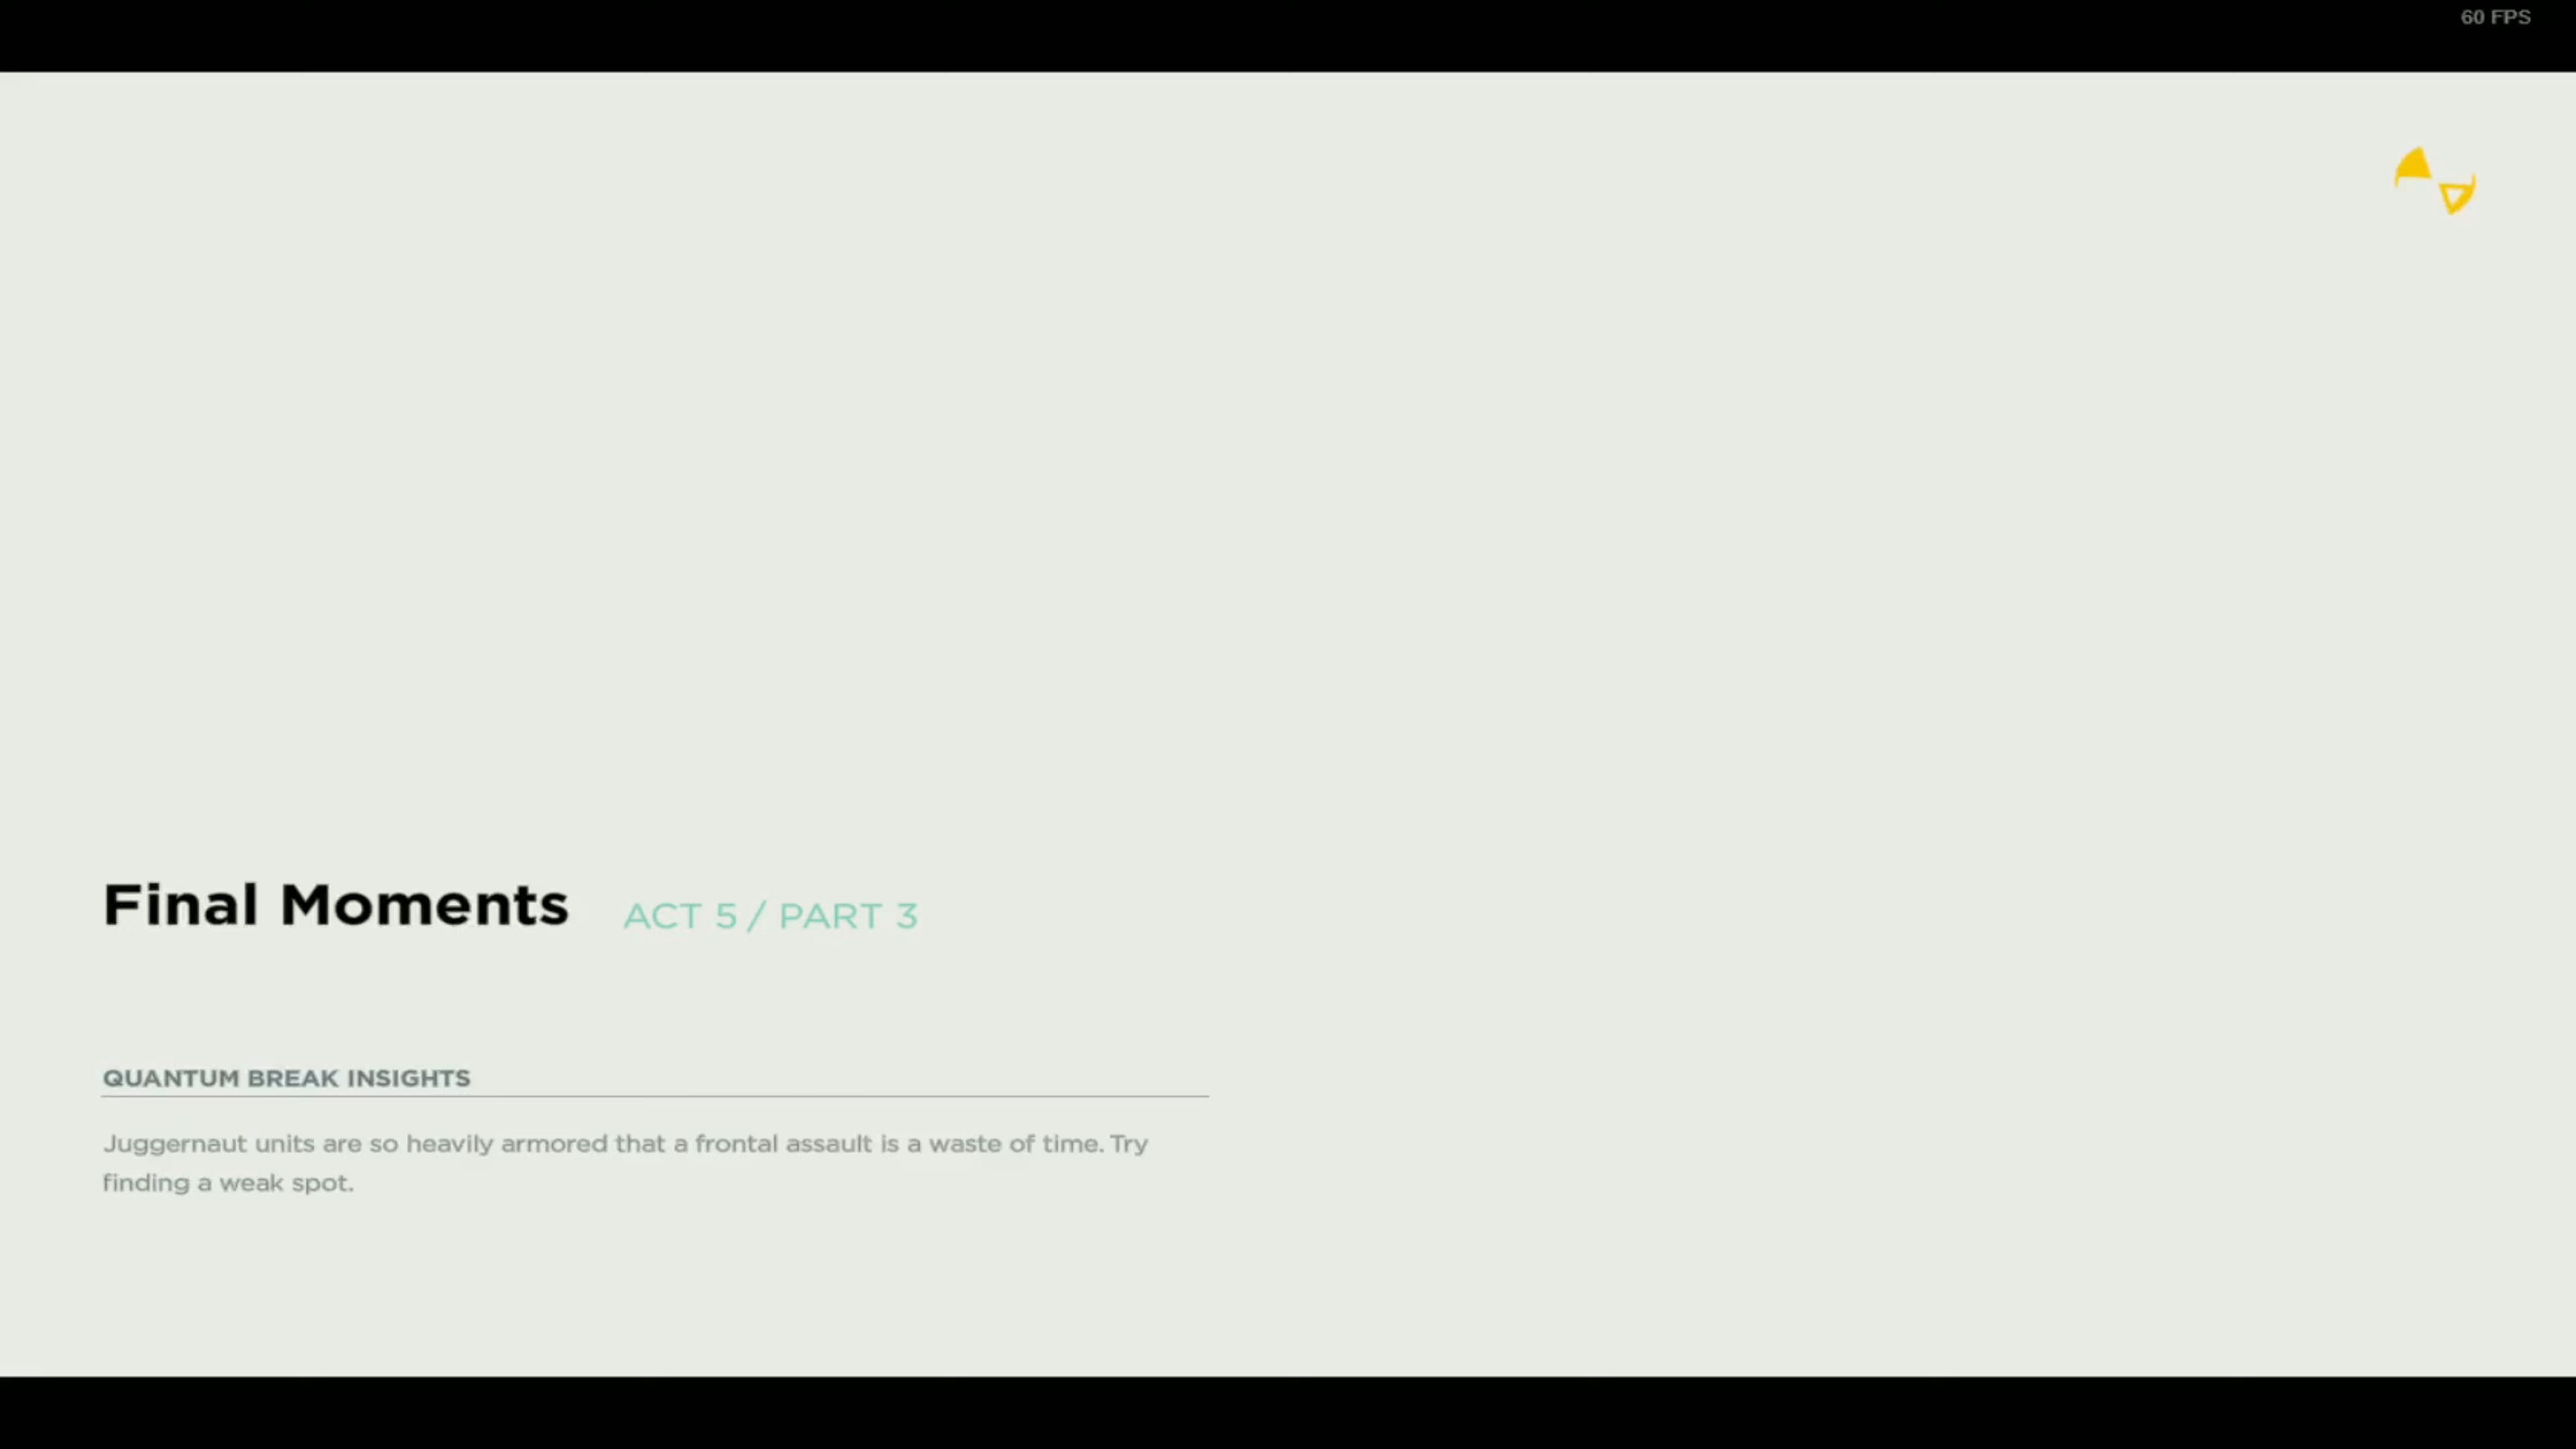 60 FPS
Final Moments ACT 5 / PART 3
QUANTUM BREAK INSIGHTS
Juggernaut units are so heavily armored that a frontal assault is a waste of time. Try
finding a weak spot.